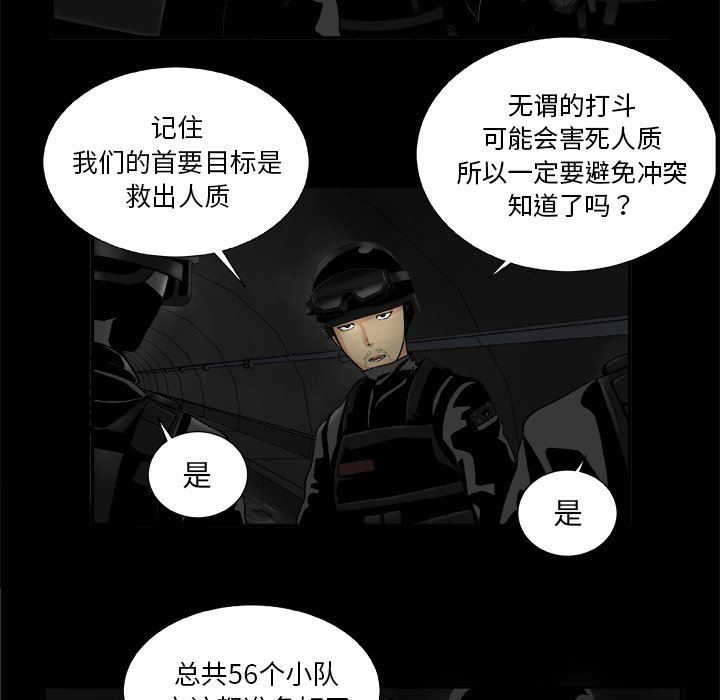 记住
我们的首要目标是
救出人质
无谓的打斗
可能会害死人质
所以一定要避免冲突
知道了吗？
是
是
总共56个小队